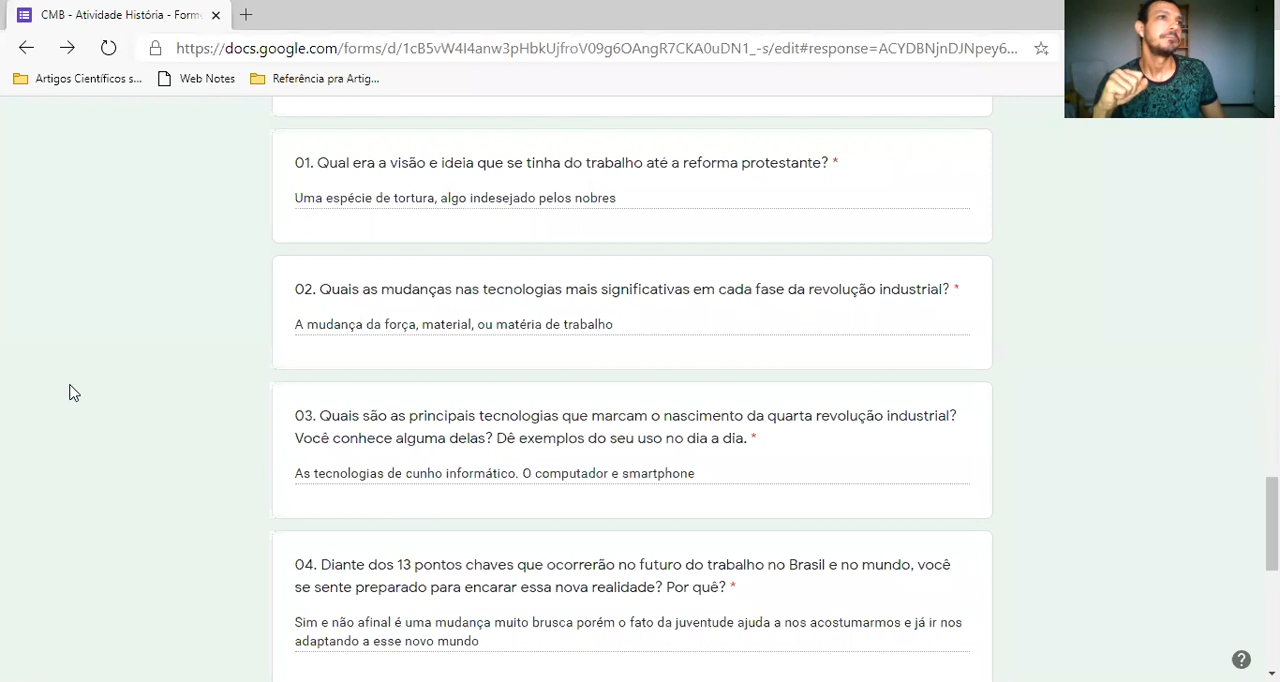 CMB - Atividade História - Form
https://docs.google.com/forms/d/1cB5vW4I4anw3pHbkUjfroV09g6OAngR7CKA0uDN1_-s/edit#response=ACYDBNjnDJNpey6...
Artigos Científicos s... Web Notes Referência pra Artig...
01. Qual era a visão e ideia que se tinha do trabalho até a reforma protestante? *
Uma espécie de tortura, algo indesejado pelos nobres
02. Quais as mudanças nas tecnologias mais significativas em cada fase da revolução industrial? *
A mudança da força, material, ou matéria de trabalho
03. Quais são as principais tecnologias que marcam o nascimento da quarta revolução industrial?
Você conhece alguma delas? Dê exemplos do seu uso no dia a dia. *
As tecnologias de cunho informático. O computador e smartphone
04. Diante dos 13 pontos chaves que ocorrerão no futuro do trabalho no Brasil e no mundo, você
se sente preparado para encarar essa nova realidade? Por quê? *
Sim e não afinal é uma mudança muito brusca porém o fato da juventude ajuda a nos acostumarmos e já ir nos
adaptando a esse novo mundo